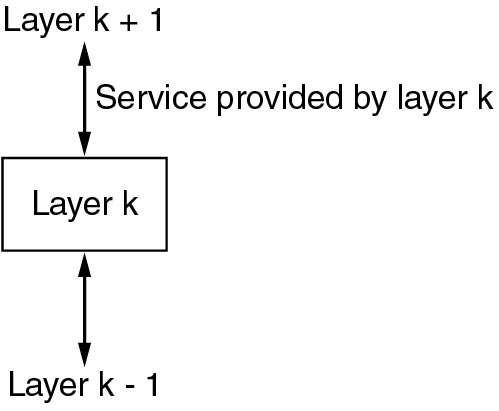 Layer k + 1
Service provided by layer k
Layer k
Layer k - 1